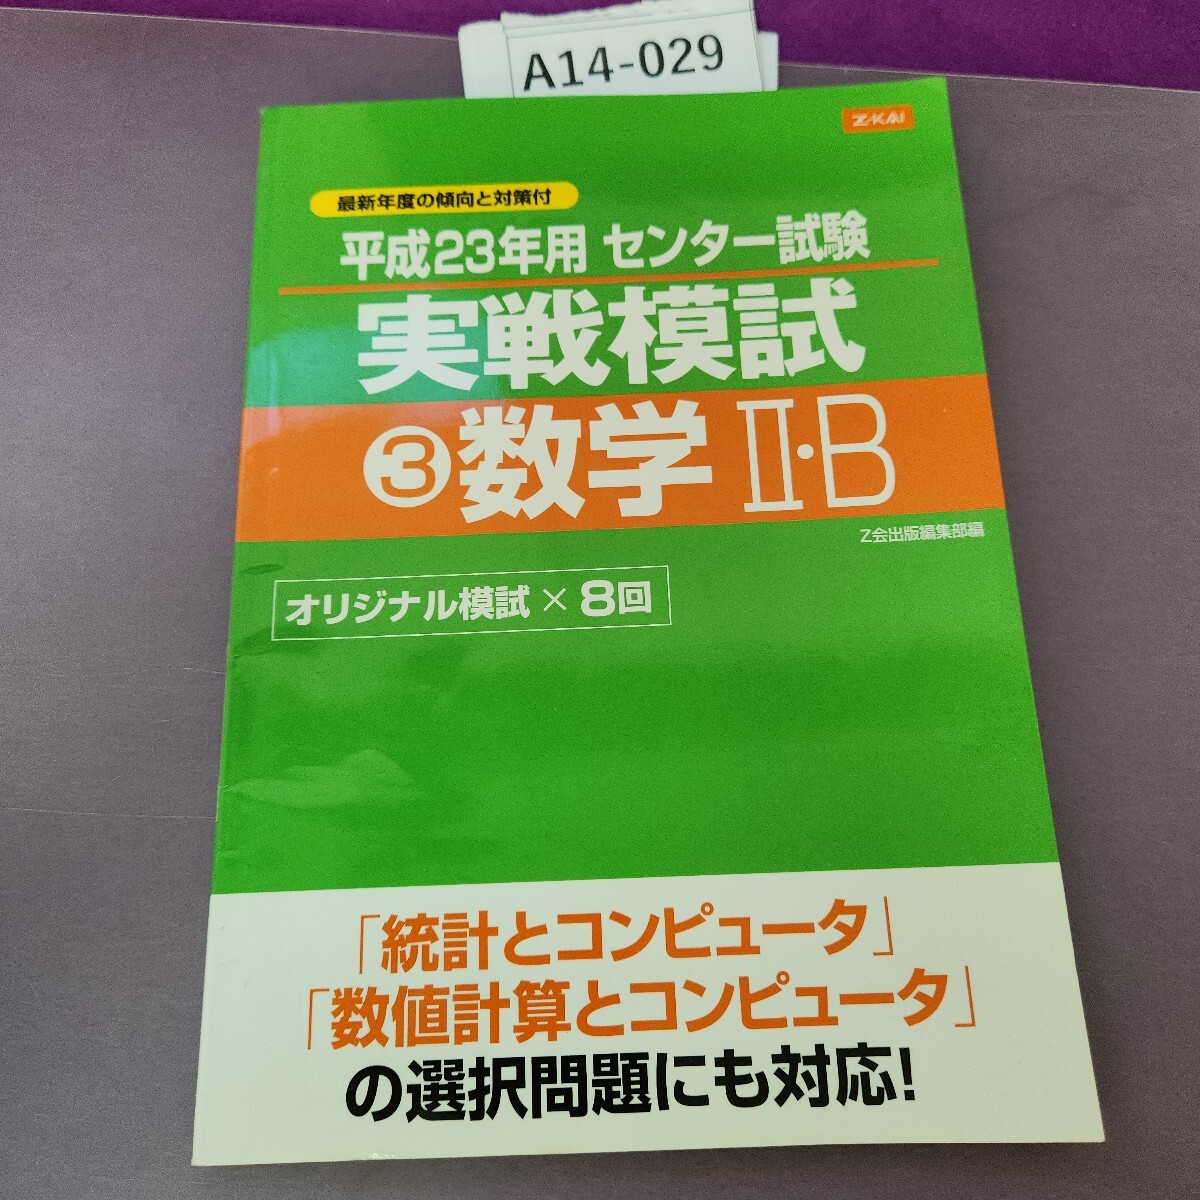 A14-029
Z-KAI
最新年度の傾向と対策付
平成23年用 センター試験
実戦模試
③数学Ⅱ・B
Z会出版編集部編
オリジナル模試×8回
「統計とコンピュータ」
「数値計算とコンピュータ」
の選択問題にも対応!